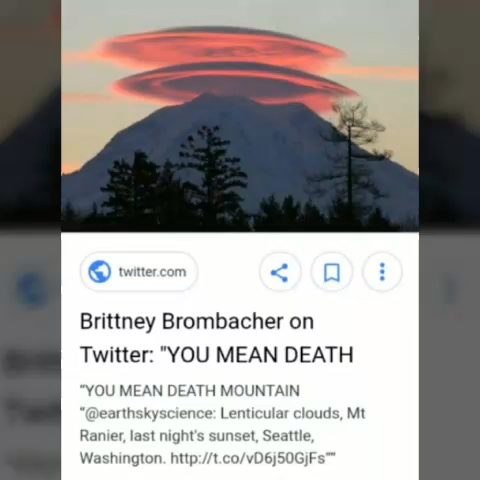 twitter.com
Brittney Brombacher on
Twitter: "YOU MEAN DEATH
“YOU MEAN DEATH MOUNTAIN
“@earthskyscience: Lenticular clouds, Mt
Ranier, last night's sunset, Seattle,
Washington. http://t.co/vD6j50GjFs””